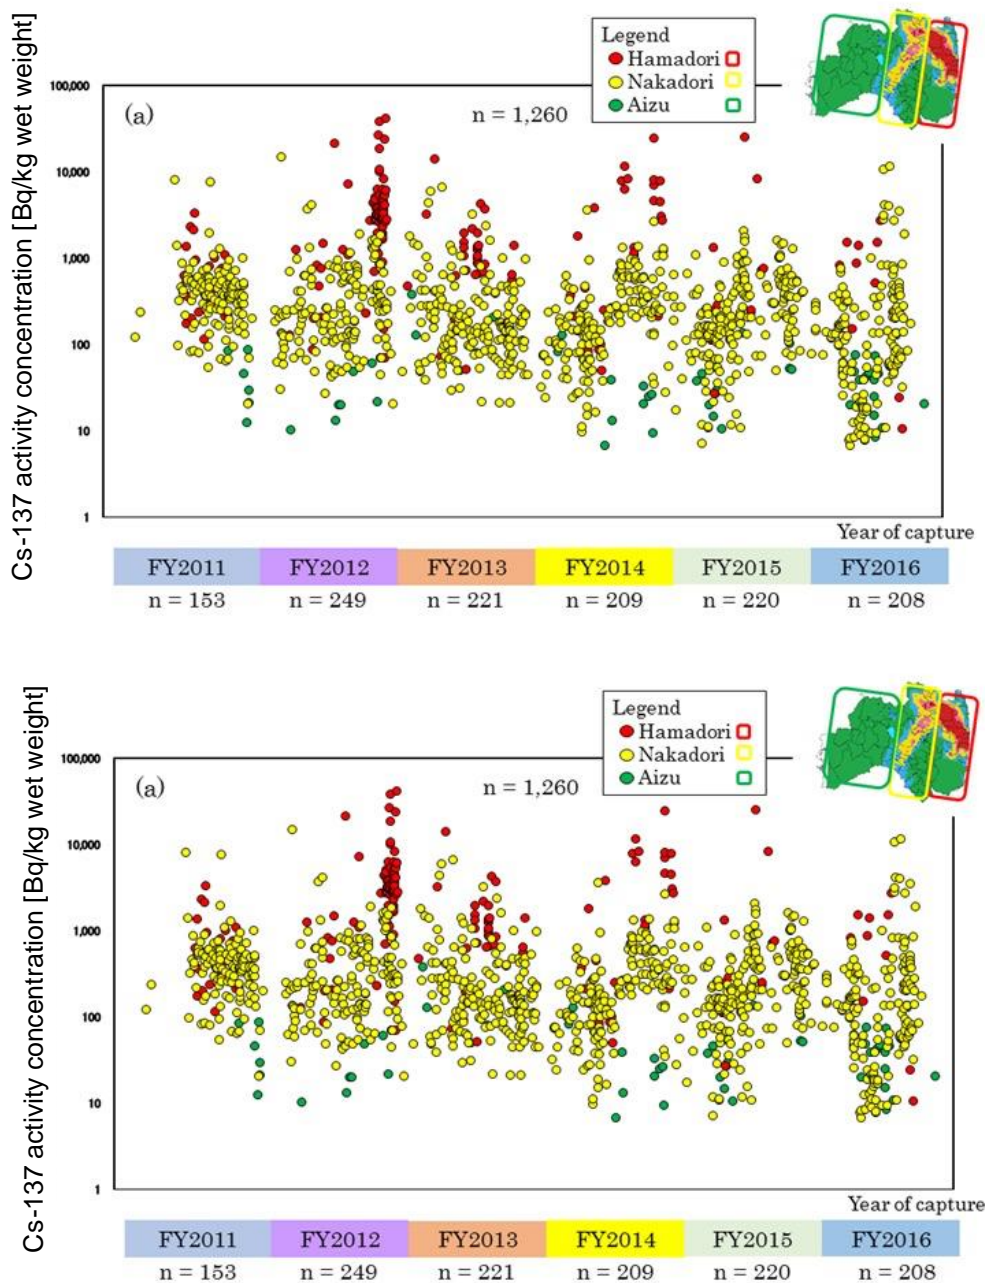 Legend
Hamadori
Nakadori
Aizu
(a)
n = 1,260
Cs-137 activity concentration [Bq/kg wet weight]
100,000
10,000
1,000
100
10
1
Year of capture
FY2011 FY2012 FY2013 FY2014 FY2015 FY2016
n = 153 n = 249 n = 221 n = 209 n = 220 n = 208
Legend
Hamadori
Nakadori
Aizu
(a)
n = 1,260
Cs-137 activity concentration [Bq/kg wet weight]
100,000
10,000
1,000
100
10
1
Year of capture
FY2011 FY2012 FY2013 FY2014 FY2015 FY2016
n = 153 n = 249 n = 221 n = 209 n = 220 n = 208